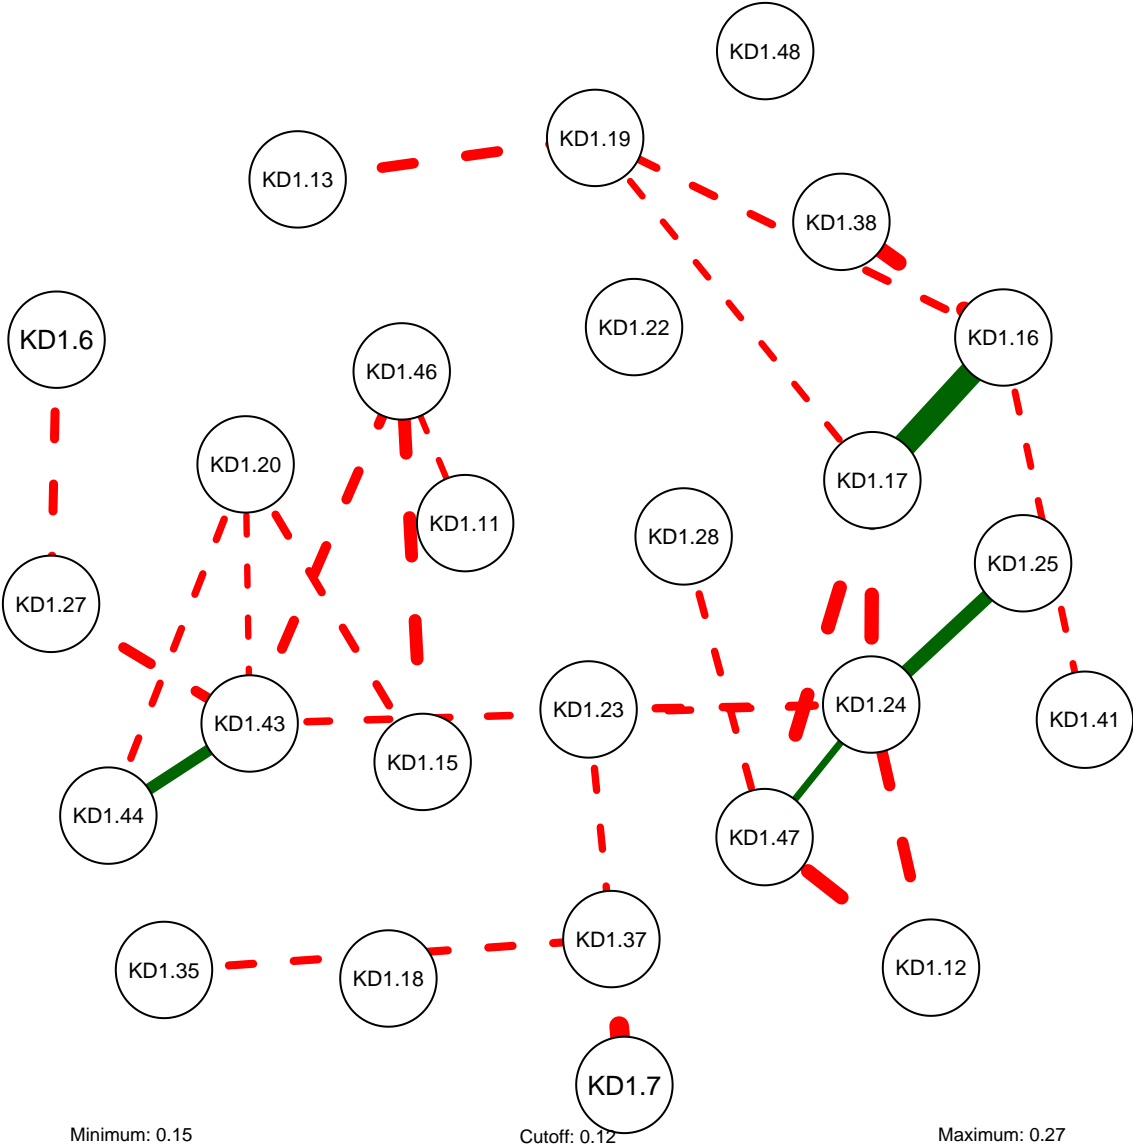 KD1.48
KD1.19
KD1.13
KD1.38
KD1.22
KD1.16
KD1.6
KD1.46
KD1.20
KD1.17
KD1.11
KD1.28
KD1.25
KD1.27
KD1.43
KD1.23
KD1.24
KD1.41
KD1.15
KD1.44
KD1.47
KD1.37
KD1.35
KD1.18
KD1.12
KD1.7
Minimum: 0.15
Cutoff: 0.12
Maximum: 0.27